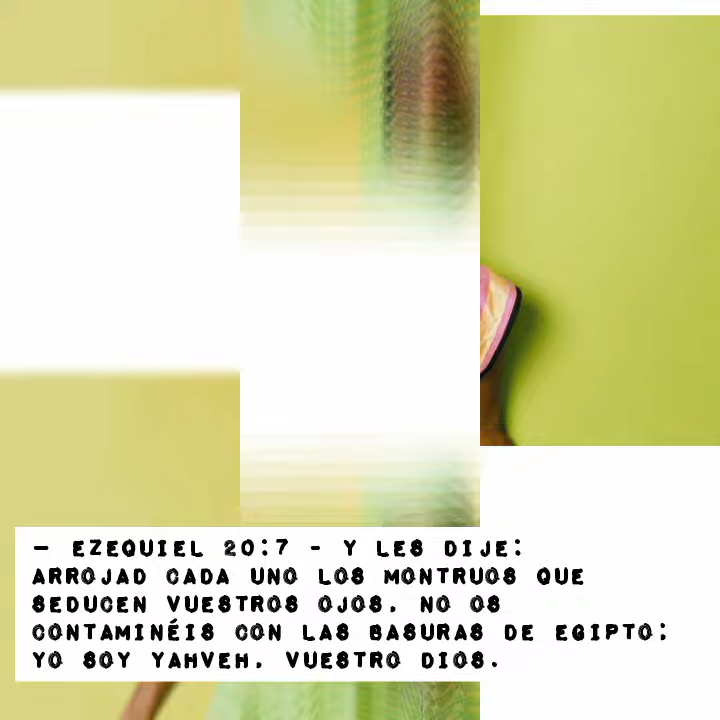 — EZEQUIEL 20:7 - Y LES DIJE:
ARROJAD CADA UNO LOS MONTRUOS QUE
SEDUCEN VUESTROS OJOS. NO OS
CONTAMINÉIS CON LAS BASURAS DE EGIPTO;
YO SOY YAHVEH, VUESTRO DIOS.